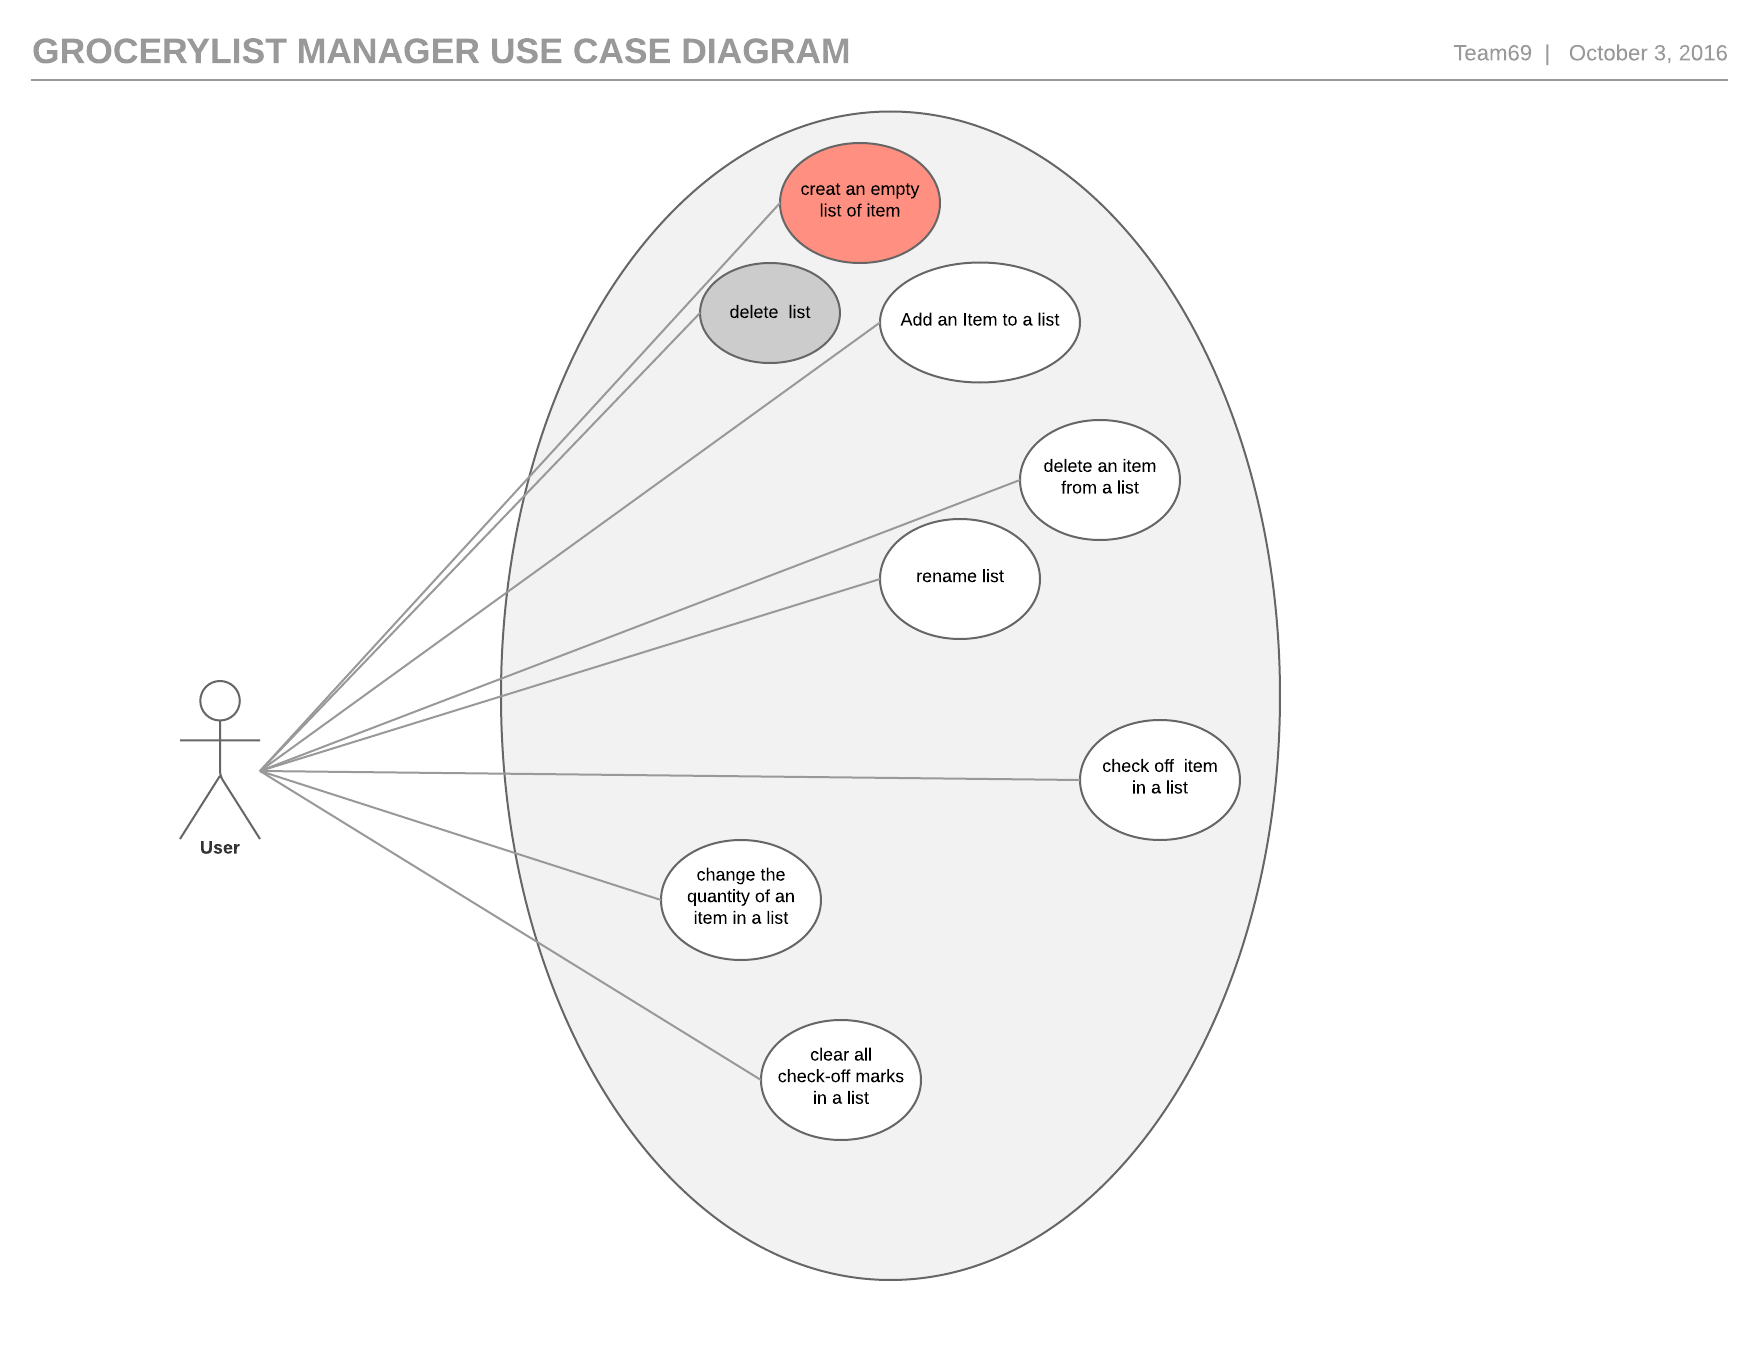 GROCERYLIST MANAGER USE CASE DIAGRAM
Team69 | October 3, 2016
creat an empty
list of item
delete list
Add an Item to a list
delete an item
from a list
rename list
check off item
in a list
User
change the
quantity of an
item in a list
clear all
check-off marks
in a list